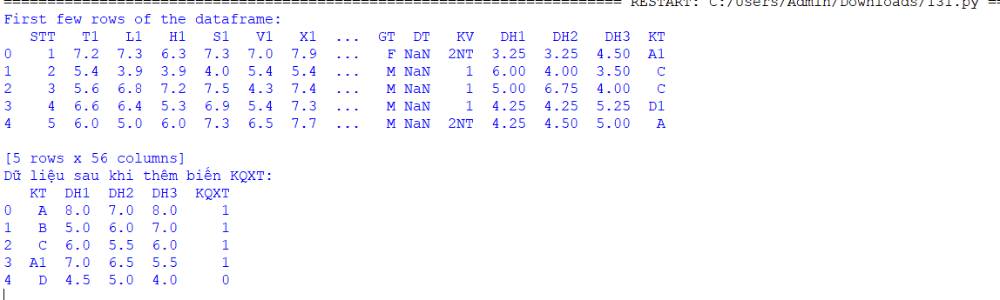 ================================================================================ RESTART: C:/Users/Admin/Downloads/131.py ==
First few rows of the dataframe:
   STT   T1   L1   H1   S1   V1   X1  ...  GT  DT   KV   DH1   DH2   DH3  KT
0    1  7.2  7.3  6.3  7.3  7.0  7.9  ...   F NaN  2NT  3.25  3.25  4.50  A1
1    2  5.4  3.9  3.9  4.0  5.4  5.4  ...   M NaN    1  6.00  4.00  3.50   C
2    3  5.6  6.8  7.2  7.5  4.3  7.4  ...   M NaN    1  5.00  6.75  4.00   C
3    4  6.6  6.4  5.3  6.9  5.4  7.3  ...   M NaN    1  4.25  4.25  5.25  D1
4    5  6.0  5.0  6.0  7.3  6.5  7.7  ...   M NaN  2NT  4.25  4.50  5.00   A
[5 rows x 56 columns]
Dữ liệu sau khi thêm biến KQXT:
   KT  DH1  DH2  DH3  KQXT
0   A  8.0  7.0  8.0     1
1   B  5.0  6.0  7.0     1
2   C  6.0  5.5  6.0     1
3  A1  7.0  6.5  5.5     1
4   D  4.5  5.0  4.0     0